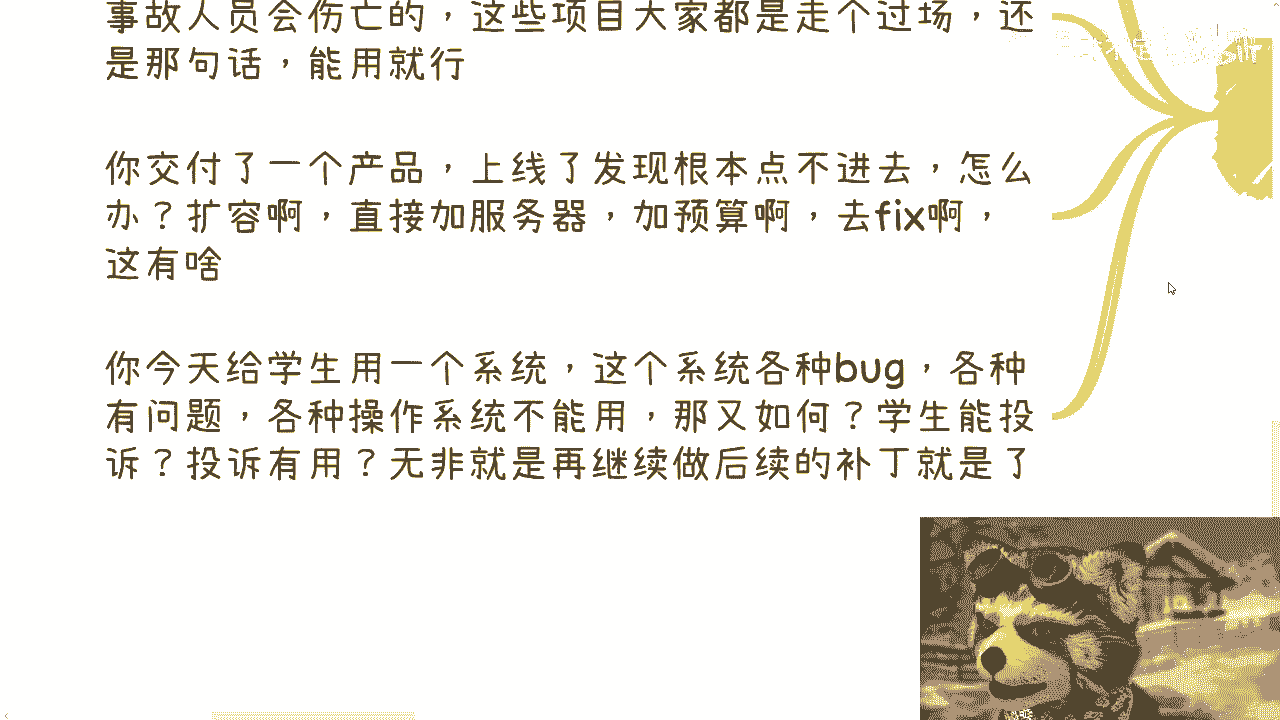 事故人员会伤亡的，这些项目大家都是走个过场，还
是那句话，能用就行
你交付了一个产品，上线了发现根本点不进去，怎么
办？扩容啊，直接加服务器，加预算啊，去fix啊，
这有啥
你今天给学生用一个系统，这个系统各种bug，各种
有问题，各种操作系统不能用，那又如何？学生能投
诉？投诉有用？无非就是再继续做后续的补丁就是了